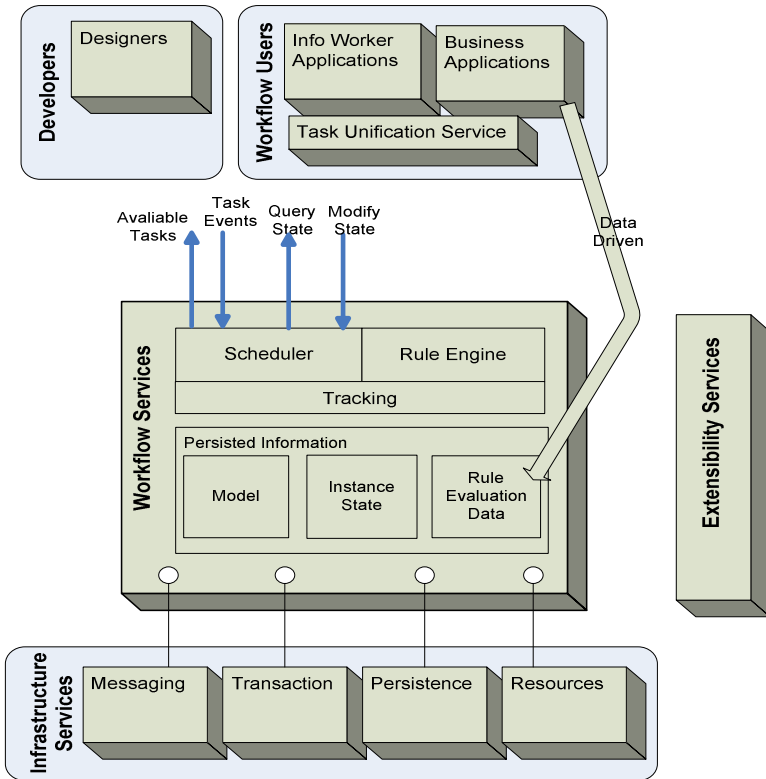 Developers
Designers
Workflow Users
Info Worker
Applications
Business
Applications
Task Unification Service
Avaliable
Tasks
Task
Events
Query
State
Modify
State
Data
Driven
Workflow Services
Scheduler
Rule Engine
Tracking
Persisted Information
Model
Instance
State
Rule
Evaluation
Data
Extensibility Services
Infrastructure
Services
Messaging
Transaction
Persistence
Resources